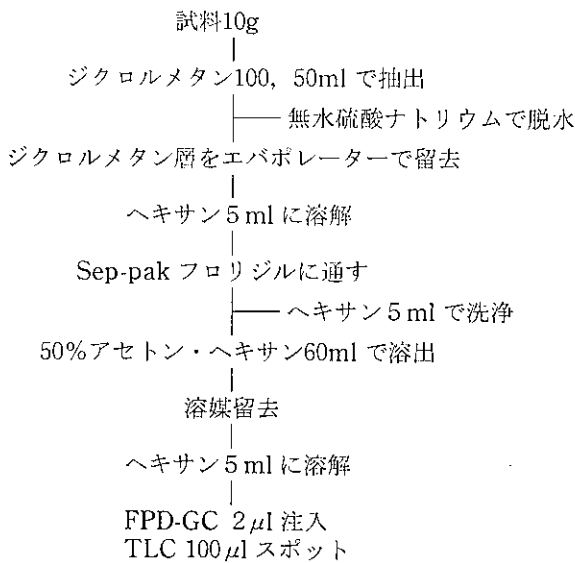 試料10g
ジクロルメタン100, 50mlで抽出
無水硫酸ナトリウムで脱水
ジクロルメタン層をエバポレーターで留去
ヘキサン5mlに溶解
Sep-pak フロリジルに通す
ヘキサン5mlで洗浄
50%アセトン・ヘキサン60mlで溶出
溶媒留去
ヘキサン5mlに溶解
FPD-GC 2μl 注入
TLC 100μl スポット